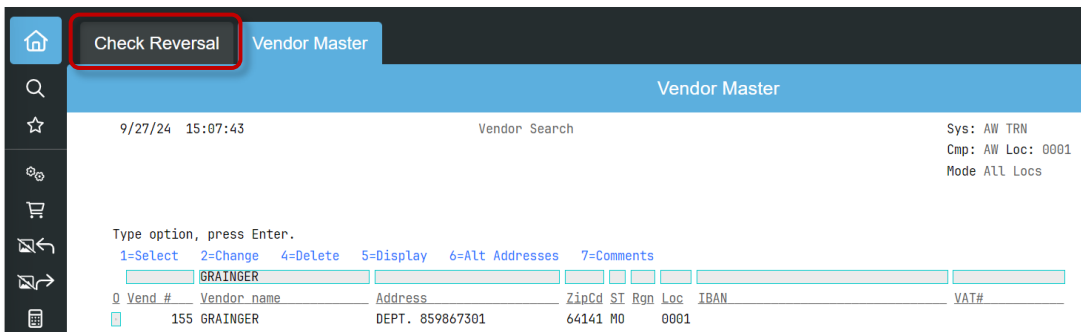 Check Reversal Vendor Master
Vendor Master
9/27/24 15:07:43 Vendor Search Sys: AW TRN
Cmp: AW Loc: 0001
Mode All Locs
Type option, press Enter.
1=Select 2=Change 4=Delete 5=Display 6=Alt Addresses 7=Comments
GRAINGER
O Vend # Vendor name Address ZipCd ST Rgn Loc IBAN VAT#
155 GRAINGER DEPT. 859867301 64141 MO 0001